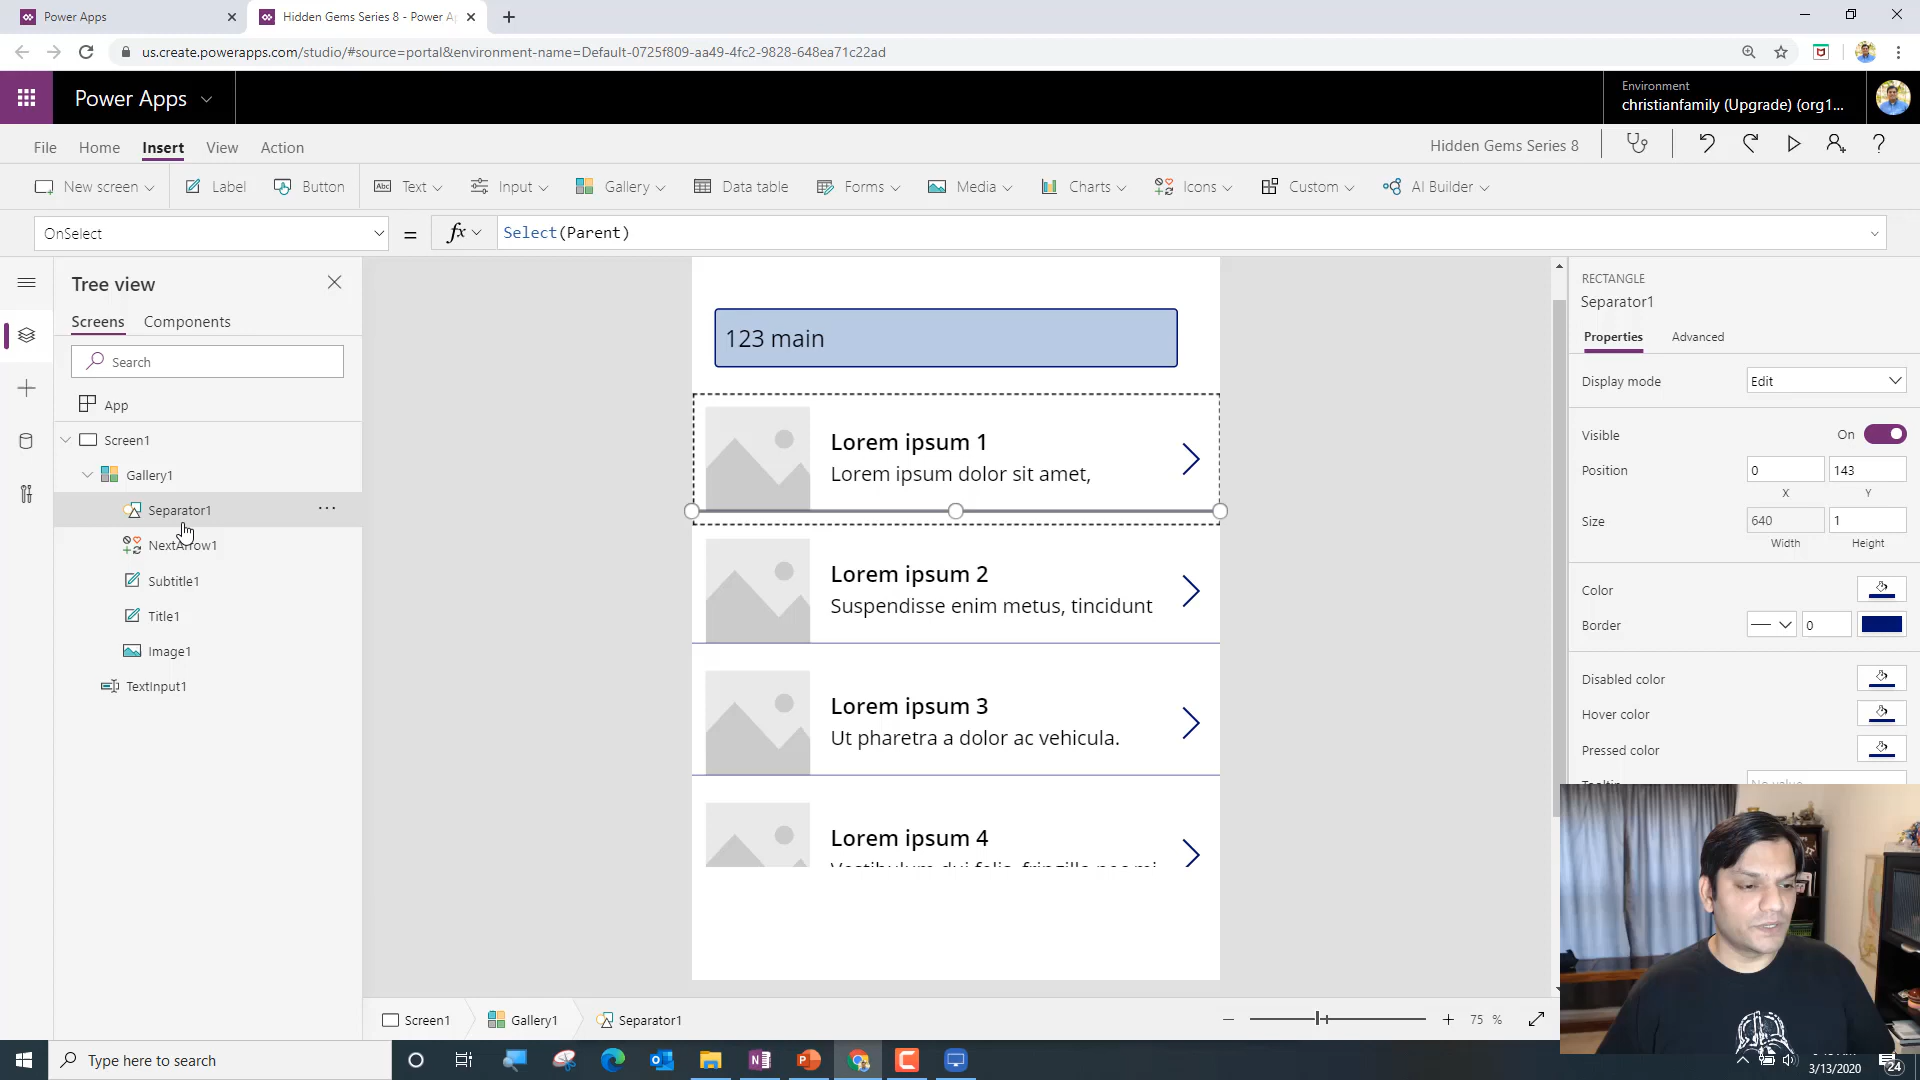 Power Apps
Hidden Gems Series 8 - Power A
us.create.powerapps.com/studio/#source=portal&environment-name=Default-0725f809-aa49-4fc2-9828-648ea71c22ad
Power Apps
Environment
christianfamily (Upgrade) (org1...
File Home Insert View Action
Hidden Gems Series 8
New screen Label Button Text Input Gallery Data table Forms Media Charts Icons Custom AI Builder
OnSelect = fx Select(Parent)
Tree view
Screens Components
Search
App
Screen1
Gallery1
Separator1 ...
NextArrow1
Subtitle1
Title1
Image1
TextInput1
123 main
Lorem ipsum 1
Lorem ipsum dolor sit amet,
Lorem ipsum 2
Suspendisse enim metus, tincidunt
Lorem ipsum 3
Ut pharetra a dolor ac vehicula.
Lorem ipsum 4
RECTANGLE
Separator1
Properties Advanced
Display mode Edit
Visible On
Position 0 143
X Y
Size 640 1
Width Height
Color
Border 0
Disabled color
Hover color
Pressed color
Screen1 Gallery1 Separator1
75 %
Type here to search
3/13/2020
24